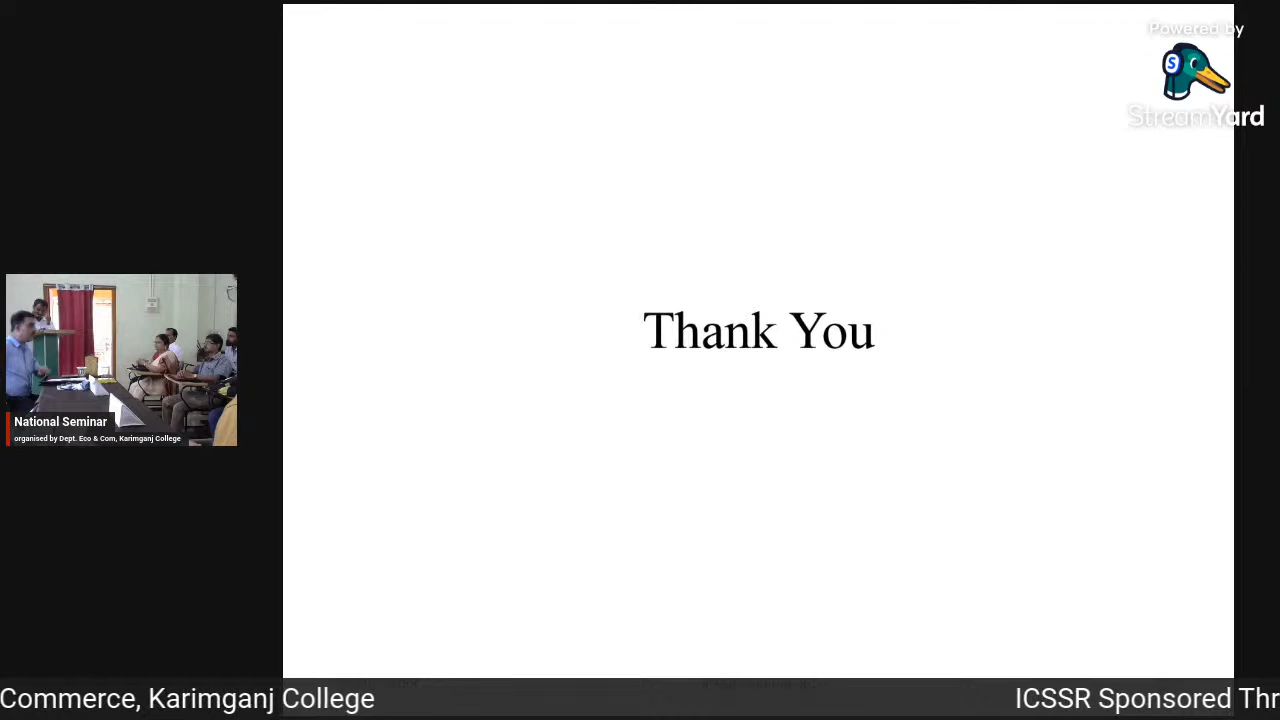 Powered by
StreamYard
Thank You
National Seminar
organised by Dept. Eco & Com, Karimganj College
Commerce, Karimganj College
ICSSR Sponsored Thr